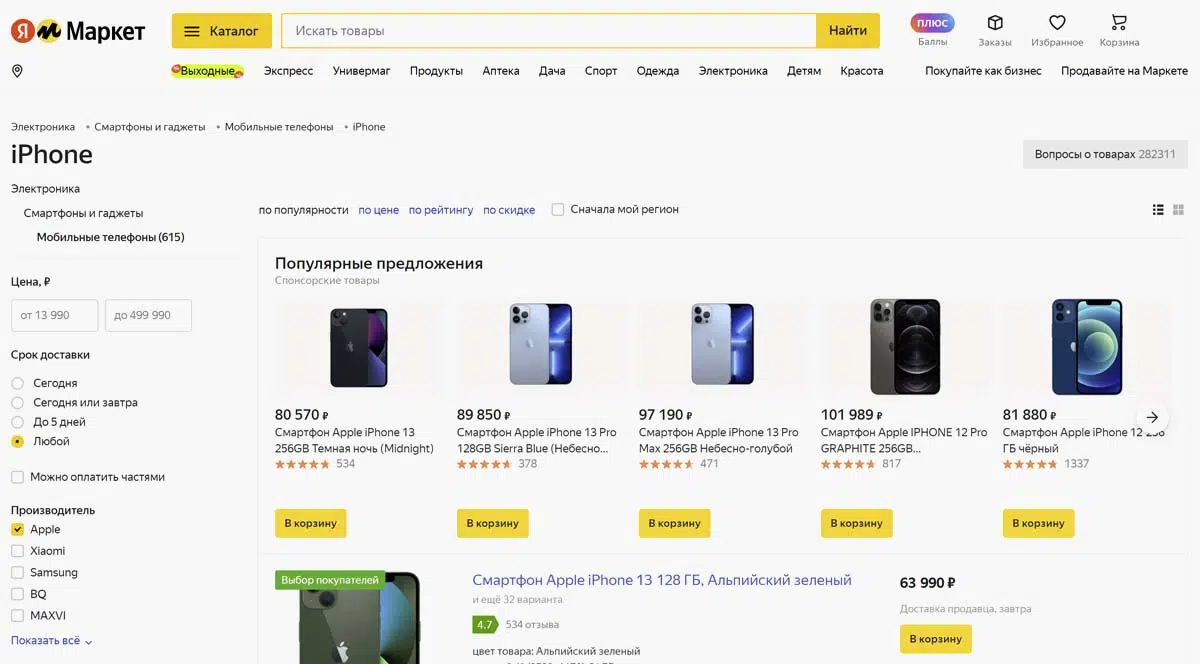 Я М Маркет
Каталог
Искать товары
Найти
плюс
Баллы
Заказы
Избранное
Корзина
Выходные
Экспресс
Универмаг
Продукты
Аптека
Дача
Спорт
Одежда
Электроника
Детям
Красота
Покупайте как бизнес
Продавайте на Маркете
Электроника • Смартфоны и гаджеты • Мобильные телефоны • iPhone
iPhone
Вопросы о товарах 282311
Электроника
Смартфоны и гаджеты
Мобильные телефоны (615)
Цена, ₽
от 13 990
до 499 990
Срок доставки
Сегодня
Сегодня или завтра
До 5 дней
Любой
Можно оплатить частями
Производитель
Apple
Xiaomi
Samsung
BQ
MAXVI
Показать всё
по популярности
по цене
по рейтингу
по скидке
Сначала мой регион
Популярные предложения
Спонсорские товары
80 570 ₽
Смартфон Apple iPhone 13
256GB Темная ночь (Midnight)
534
В корзину
89 850 ₽
Смартфон Apple iPhone 13 Pro
128GB Sierra Blue (Небесно...
378
В корзину
97 190 ₽
Смартфон Apple iPhone 13 Pro
Max 256GB Небесно-голубой
471
В корзину
101 989 ₽
Смартфон Apple IPHONE 12 Pro
GRAPHITE 256GB...
817
В корзину
81 880 ₽
Смартфон Apple iPhone 12 256
ГБ чёрный
1337
В корзину
Выбор покупателей
Смартфон Apple iPhone 13 128 ГБ, Альпийский зеленый
и ещё 32 варианта
4.7
534 отзыва
цвет товара: Альпийский зеленый
63 990 ₽
Доставка продавца, завтра
В корзину